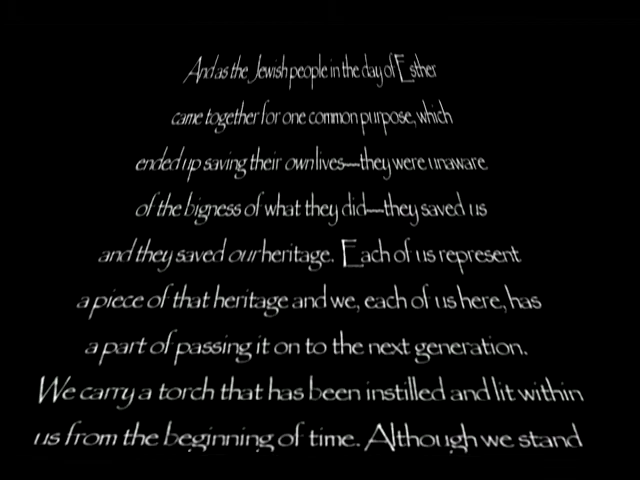 And as the Jewish people in the day of Esther
came together for one common purpose, which
ended up saving their own lives—they were unaware
of the bigness of what they did—they saved us
and they saved our heritage. Each of us represent
a piece of that heritage and we, each of us here, has
a part of passing it on to the next generation.
We carry a torch that has been instilled and lit within
us from the beginning of time. Although we stand